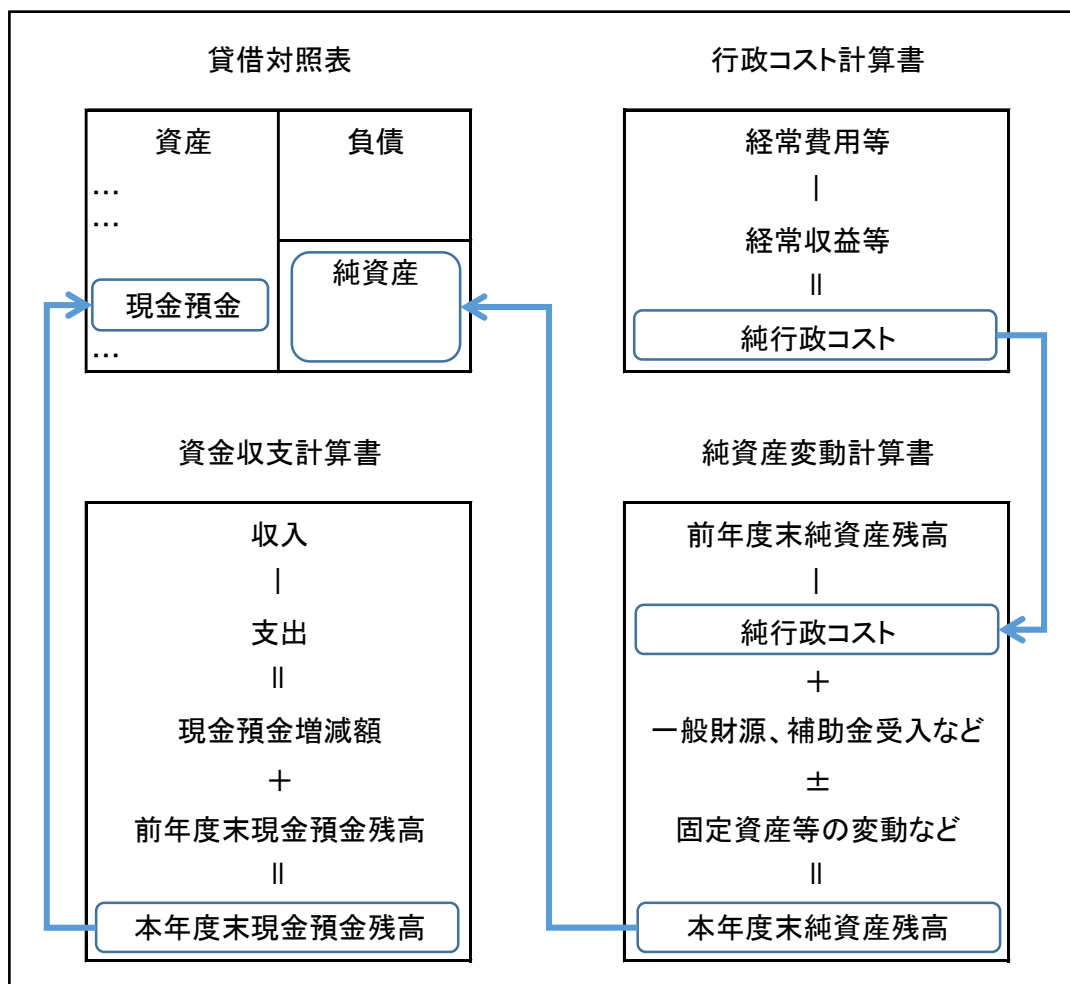 貸借対照表
資産
負債
…
…
純資産
現金預金
…
行政コスト計算書
経常費用等
|
経常収益等
||
純行政コスト
資金収支計算書
収入
|
支出
||
現金預金増減額
+
前年度末現金預金残高
||
本年度末現金預金残高
純資産変動計算書
前年度末純資産残高
|
純行政コスト
+
一般財源、補助金受入など
±
固定資産等の変動など
||
本年度末純資産残高